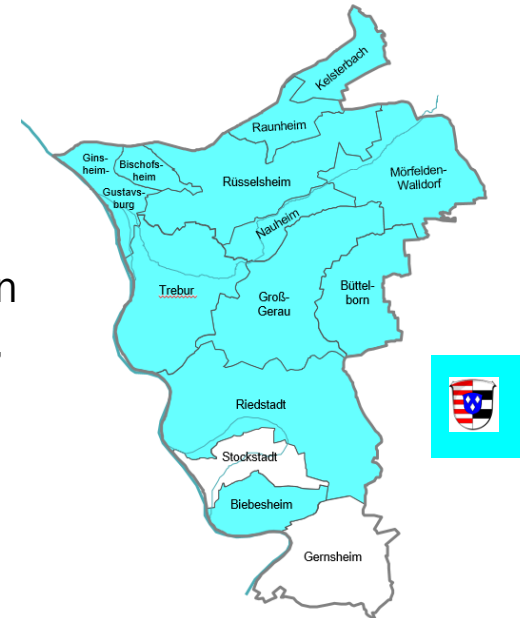 Kelsterbach
Raunheim
Gins-
heim-
Gustavs-
burg
Bischofs-
heim
Rüsselsheim
Mörfelden-
Walldorf
Nauheim
Trebur
Groß-
Gerau
Büttel-
born
n
Riedstadt
Stockstadt
Biebesheim
Gernsheim